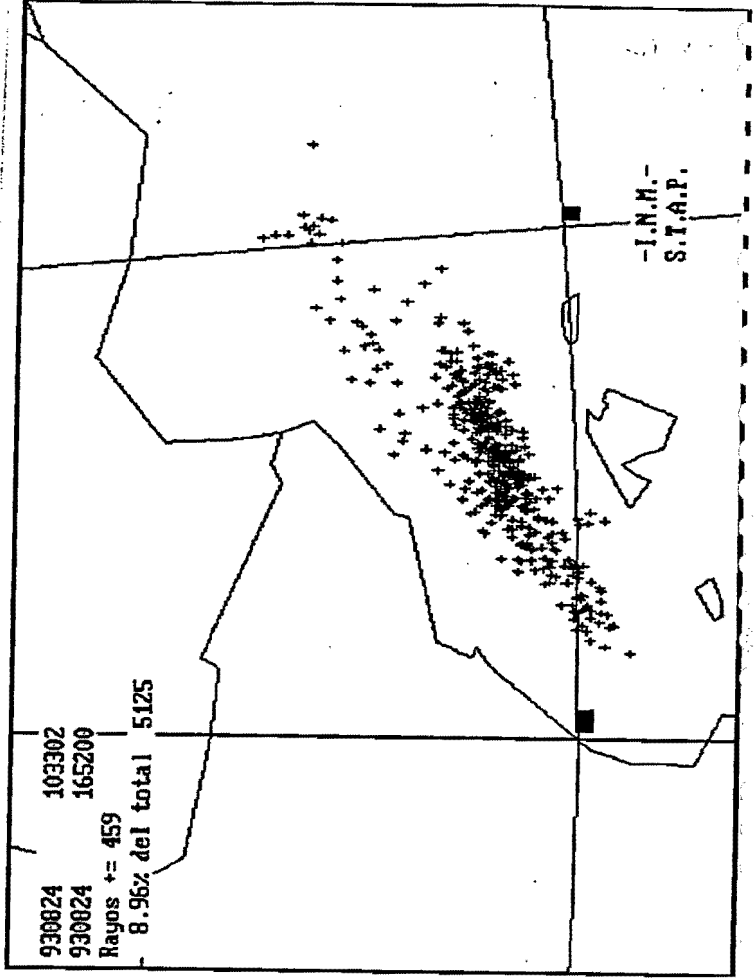 930824 103302
930824 165200
Rayos += 459
8.96% del total 5125
-I.N.M.-
S.T.A.P.